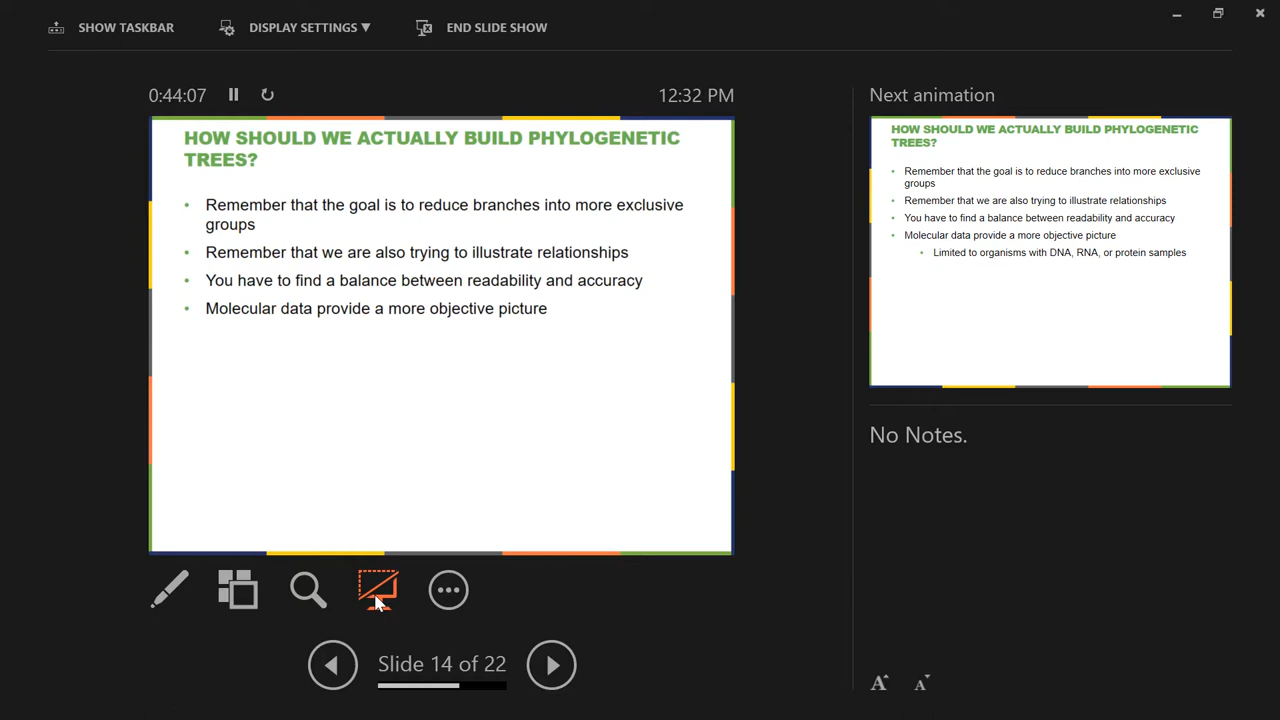 SHOW TASKBAR
DISPLAY SETTINGS ▼
END SLIDE SHOW
0:44:07
12:32 PM
HOW SHOULD WE ACTUALLY BUILD PHYLOGENETIC
TREES?
• Remember that the goal is to reduce branches into more exclusive
groups
• Remember that we are also trying to illustrate relationships
• You have to find a balance between readability and accuracy
• Molecular data provide a more objective picture
Slide 14 of 22
Next animation
HOW SHOULD WE ACTUALLY BUILD PHYLOGENETIC
TREES?
• Remember that the goal is to reduce branches into more exclusive
groups
• Remember that we are also trying to illustrate relationships
• You have to find a balance between readability and accuracy
• Molecular data provide a more objective picture
• Limited to organisms with DNA, RNA, or protein samples
No Notes.
A A